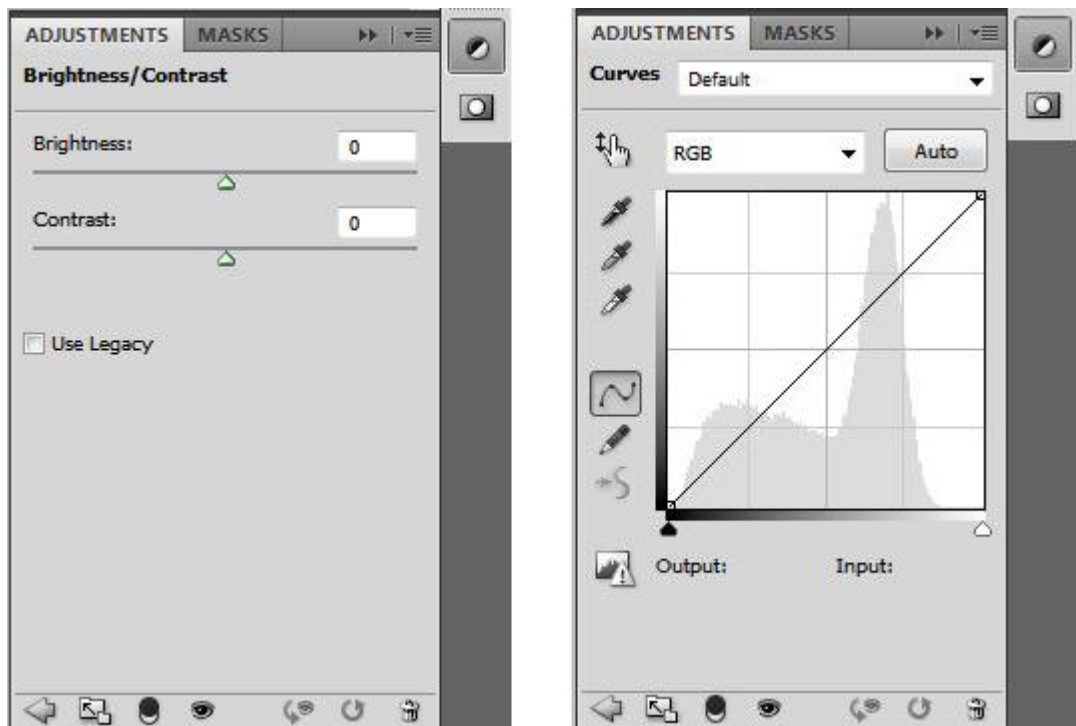 ADJUSTMENTS MASKS
Brightness/Contrast
Brightness: 0
Contrast: 0
Use Legacy
ADJUSTMENTS MASKS
Curves Default
RGB Auto
Output: Input: